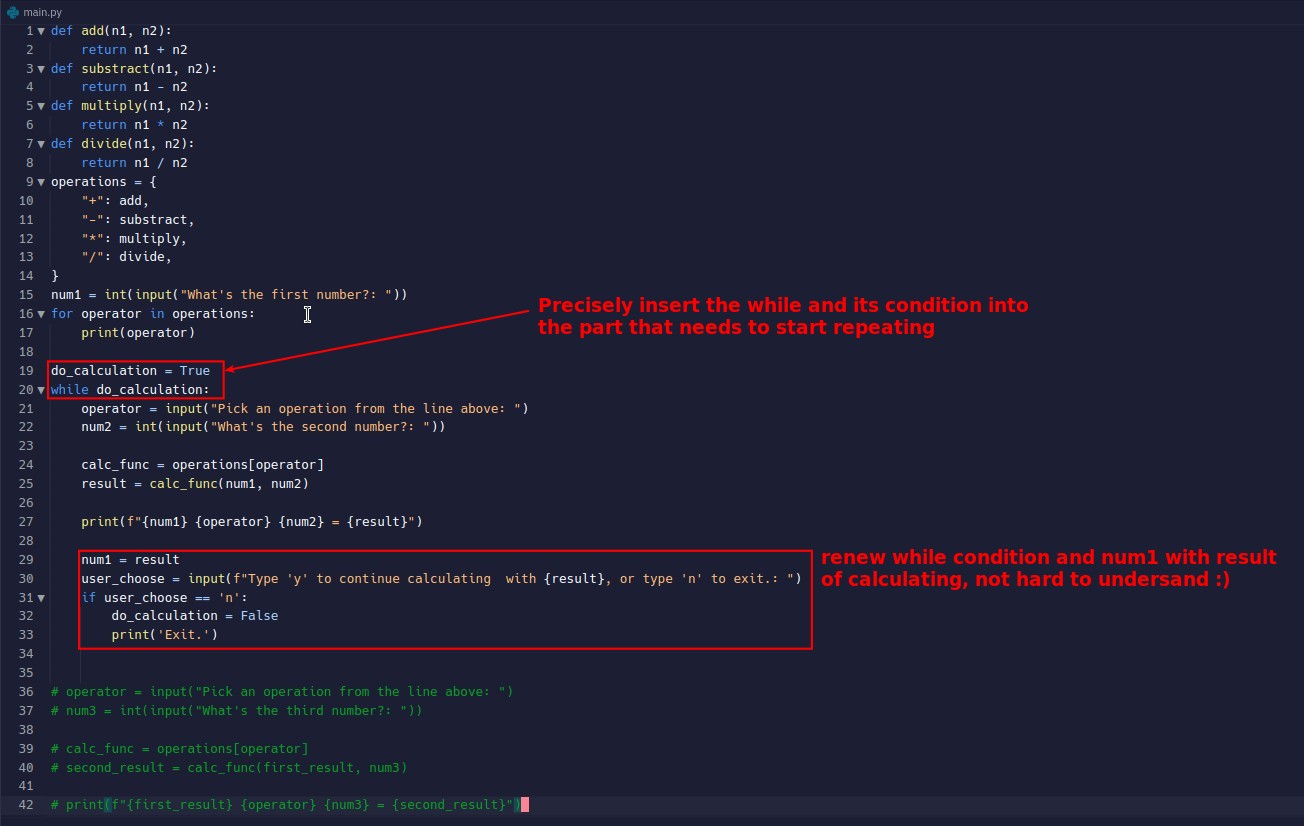 main.py
1 def add(n1, n2):
2     return n1 + n2
3 def substract(n1, n2):
4     return n1 - n2
5 def multiply(n1, n2):
6     return n1 * n2
7 def divide(n1, n2):
8     return n1 / n2
9 operations = {
10     "+": add,
11     "-": substract,
12     "*": multiply,
13     "/": divide,
14 }
15 num1 = int(input("What's the first number?: "))
16 for operator in operations:
17     print(operator)
18
Precisely insert the while and its condition into
the part that needs to start repeating
19 do_calculation = True
20 while do_calculation:
21     operator = input("Pick an operation from the line above: ")
22     num2 = int(input("What's the second number?: "))
23
24     calc_func = operations[operator]
25     result = calc_func(num1, num2)
26
27     print(f"{num1} {operator} {num2} = {result}")
28
29     num1 = result
30     user_choose = input(f"Type 'y' to continue calculating  with {result}, or type 'n' to exit.: ")
31     if user_choose == 'n':
32         do_calculation = False
33         print('Exit.')
renew while condition and num1 with result
of calculating, not hard to undersand :)
34
35
36 # operator = input("Pick an operation from the line above: ")
37 # num3 = int(input("What's the third number?: "))
38
39 # calc_func = operations[operator]
40 # second_result = calc_func(first_result, num3)
41
42 # print(f"{first_result} {operator} {num3} = {second_result}")